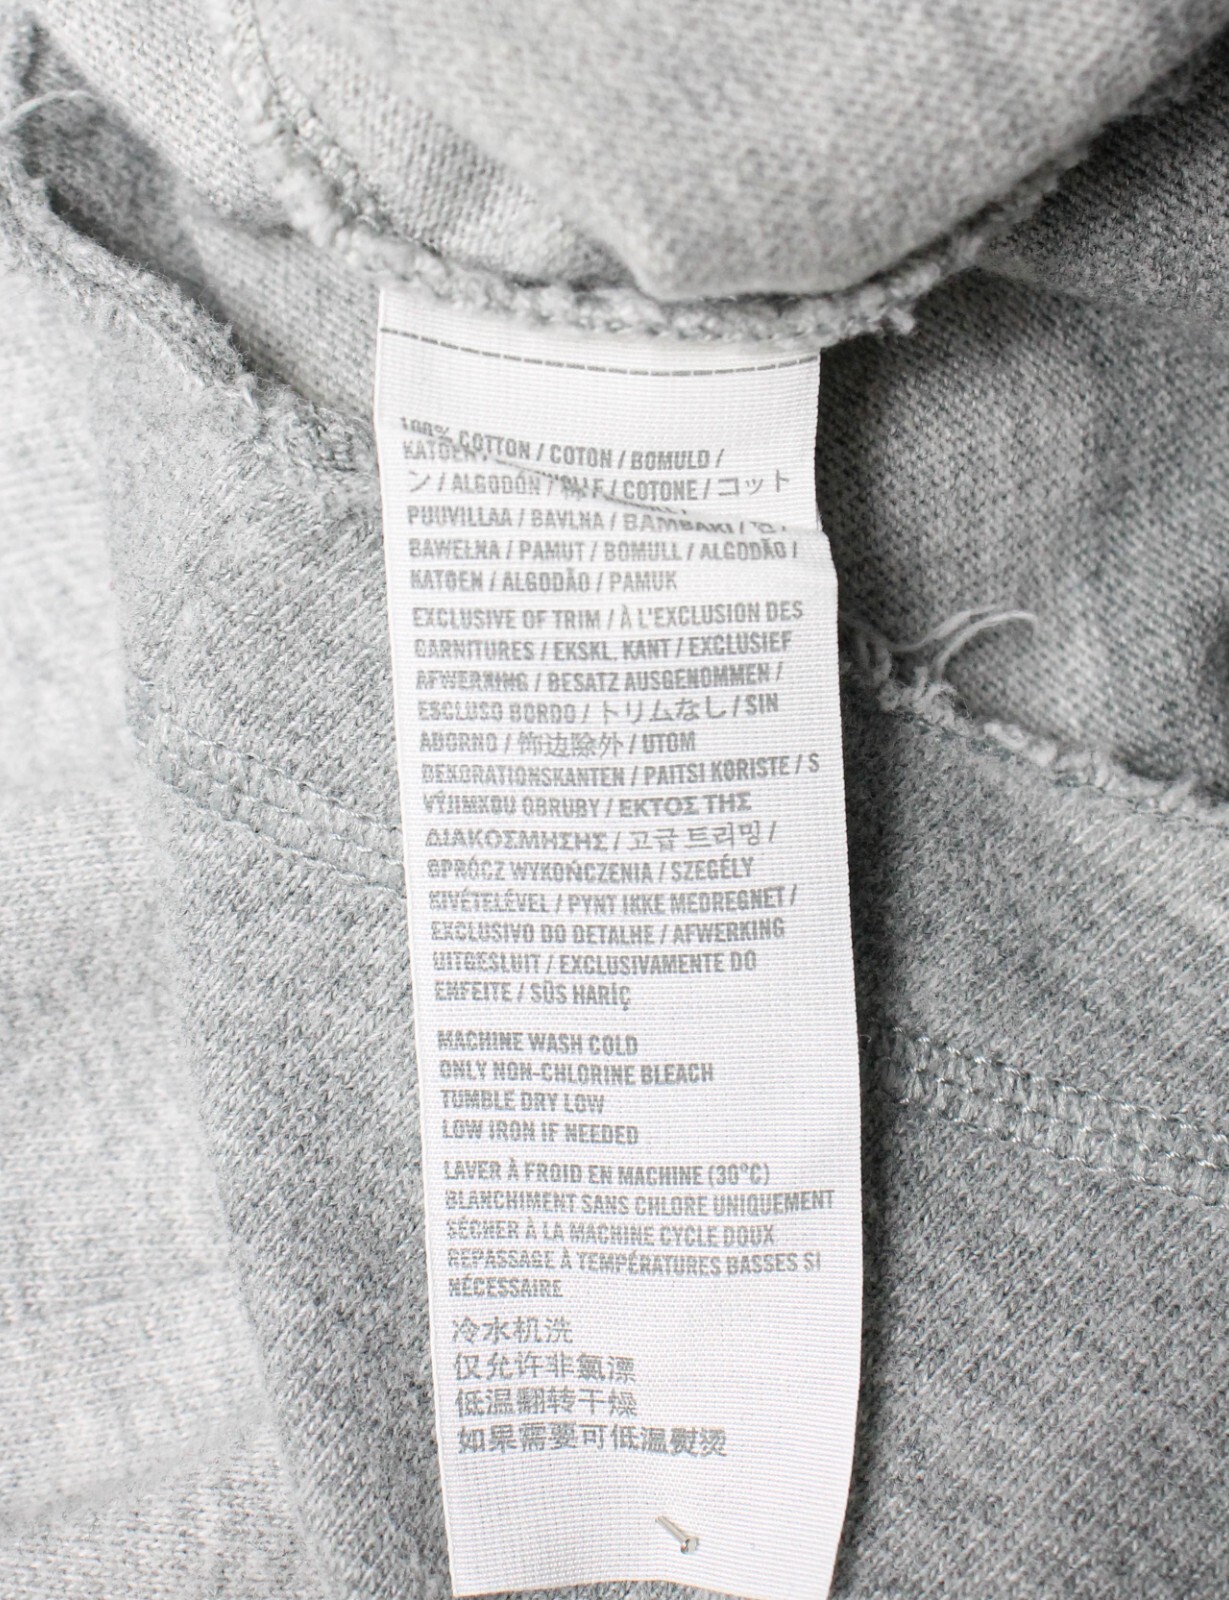 100% COTTON / COTON / BOMULD /
KATOEN
ン / ALGODÓN / / COTONE / コット
PUUVILLAA / BAVLNA / BAMBAKI /
BAWEŁNA / PAMUT / BOMULL / ALGODÃO /
KATOEN / ALGODÃO / PAMUK
EXCLUSIVE OF TRIM / À L'EXCLUSION DES
GARNITURES / EKSKL. KANT / EXCLUSIEF
AFWERKING / BESATZ AUSGENOMMEN /
ESCLUSO BORDO / トリムなし / SIN
ADORNO / 饰边除外 / UTOM
DEKORATIONSKANTEN / PAITSI KORISTE / S
VÝJIMKOU OBRUBY / ΕΚΤΟΣ ΤΗΣ
ΔΙΑΚΟΣΜΗΣΗΣ / 고급 트리밍 /
OPRÓCZ WYKOŃCZENIA / SZEGÉLY
KIVÉTELÉVEL / PYNT IKKE MEDREGNET /
EXCLUSIVO DO DETALHE / AFWERKING
UITGESLUIT / EXCLUSIVAMENTE DO
ENFEITE / SÜS HARİÇ
MACHINE WASH COLD
ONLY NON-CHLORINE BLEACH
TUMBLE DRY LOW
LOW IRON IF NEEDED
LAVER À FROID EN MACHINE (30°C)
BLANCHIMENT SANS CHLORE UNIQUEMENT
SÉCHER À LA MACHINE CYCLE DOUX
REPASSAGE À TEMPÉRATURES BASSES SI
NÉCESSAIRE
冷水机洗
仅允许非氯漂
低温翻转干燥
如果需要可低温熨烫